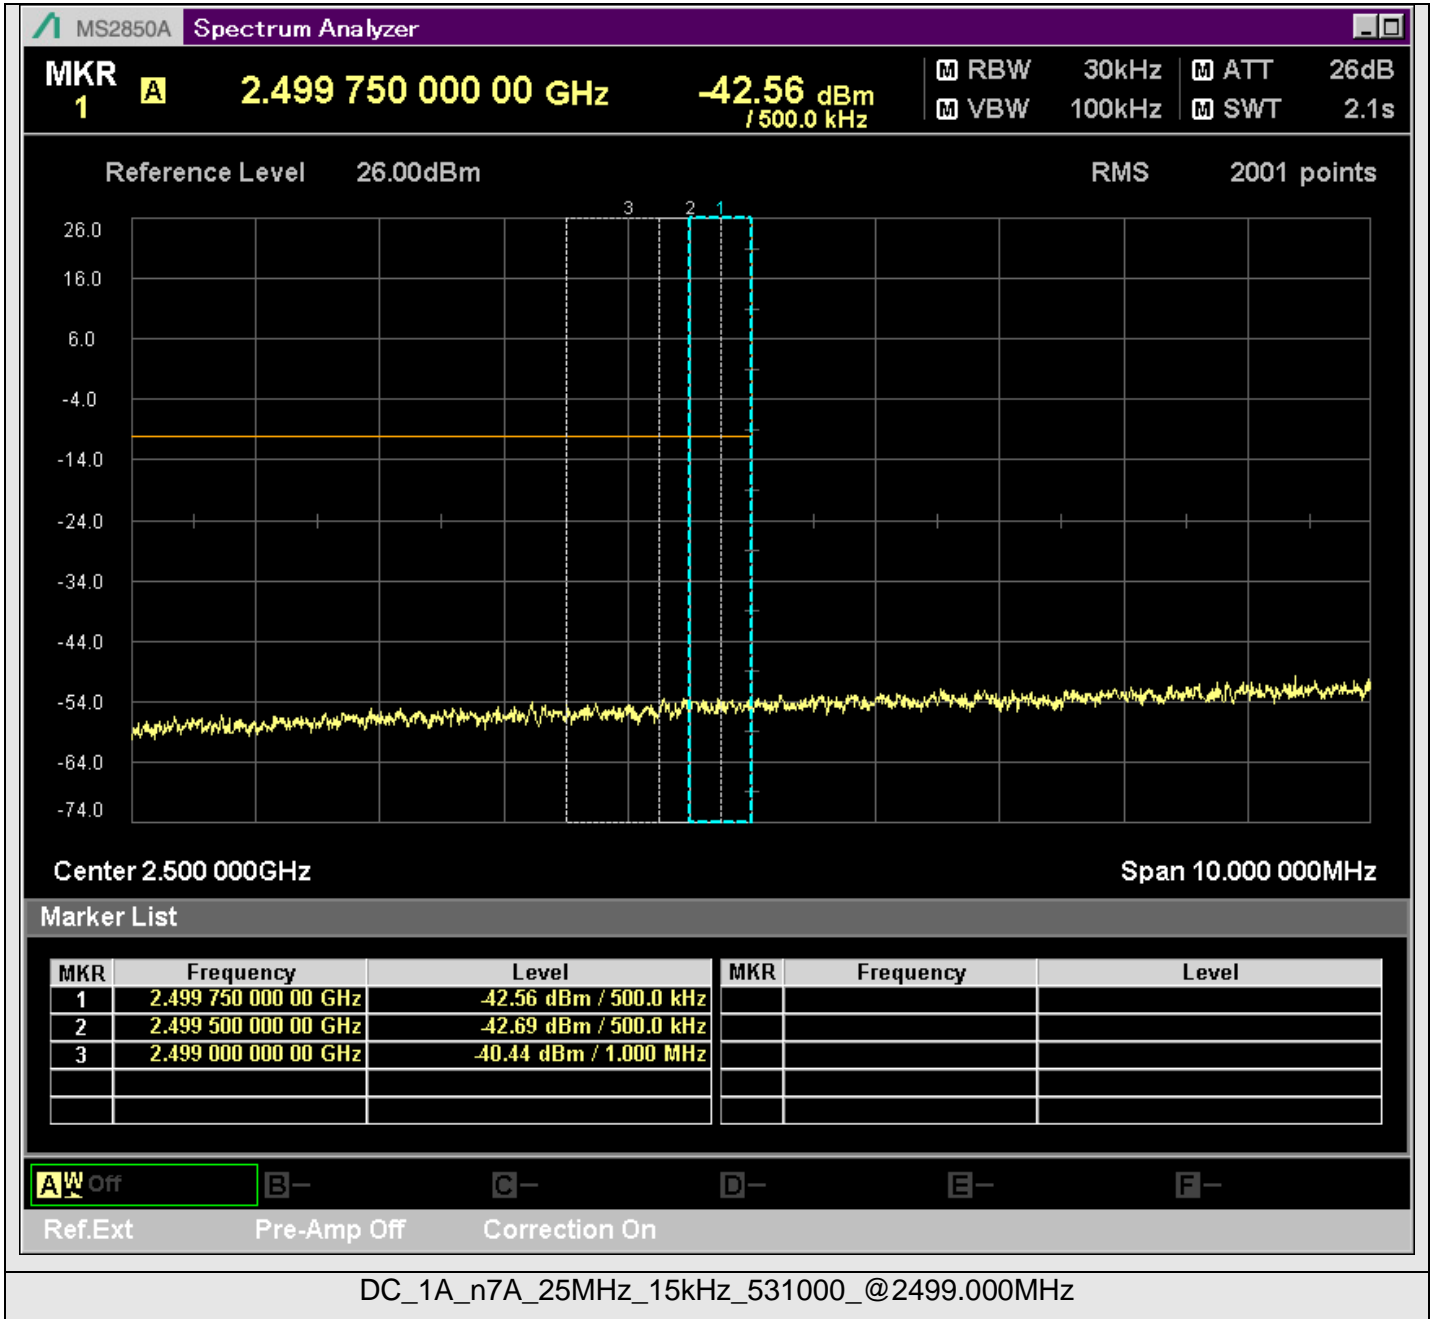 MS2850A Spectrum Analyzer
MKR 1 A 2.499 750 000 00 GHz -42.56 dBm / 500.0 kHz
M RBW 30kHz M ATT 26dB
M VBW 100kHz M SWT 2.1s
Reference Level 26.00dBm RMS 2001 points
3 2 1
26.0
16.0
6.0
-4.0
-14.0
-24.0
-34.0
-44.0
-54.0
-64.0
-74.0
Center 2.500 000GHz Span 10.000 000MHz
Marker List
MKR Frequency Level MKR Frequency Level
1 2.499 750 000 00 GHz -42.56 dBm / 500.0 kHz
2 2.499 500 000 00 GHz -42.69 dBm / 500.0 kHz
3 2.499 000 000 00 GHz -40.44 dBm / 1.000 MHz
A W Off B - C - D - E - F -
Ref.Ext Pre-Amp Off Correction On
DC_1A_n7A_25MHz_15kHz_531000_@2499.000MHz